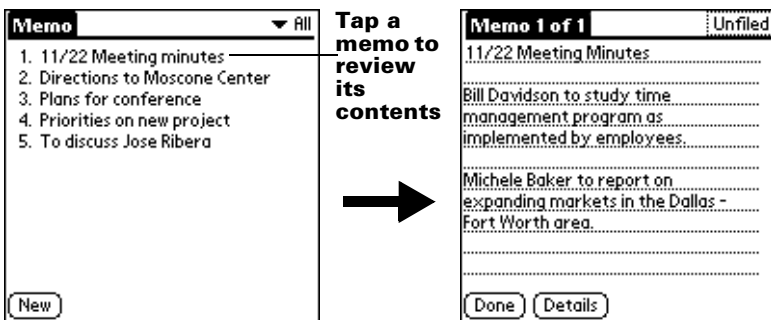 Memo
All
1. 11/22 Meeting minutes
2. Directions to Moscone Center
3. Plans for conference
4. Priorities on new project
5. To discuss Jose Ribera
New
Tap a
memo to
review
its
contents
Memo 1 of 1
Unfiled
11/22 Meeting Minutes
Bill Davidson to study time
management program as
implemented by employees.
Michele Baker to report on
expanding markets in the Dallas -
Fort Worth area.
Done Details